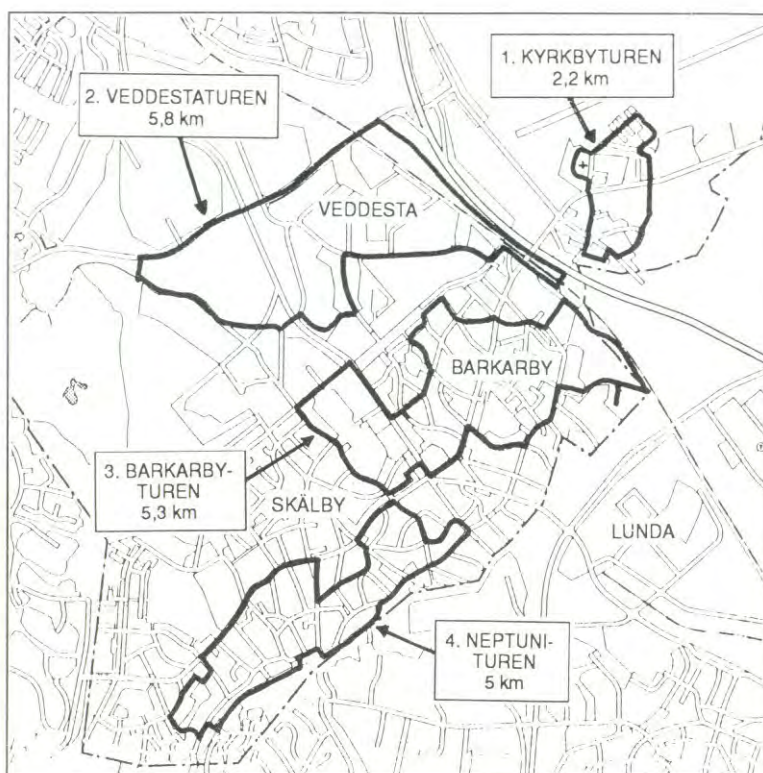 1. KYRKBYTUREN
2,2 km
2. VEDDESTATUREN
5,8 km
VEDDESTA
BARKARBY
3. BARKARBY-
TUREN
5,3 km
SKÄLBY
LUNDA
4. NEPTUNI-
TUREN
5 km